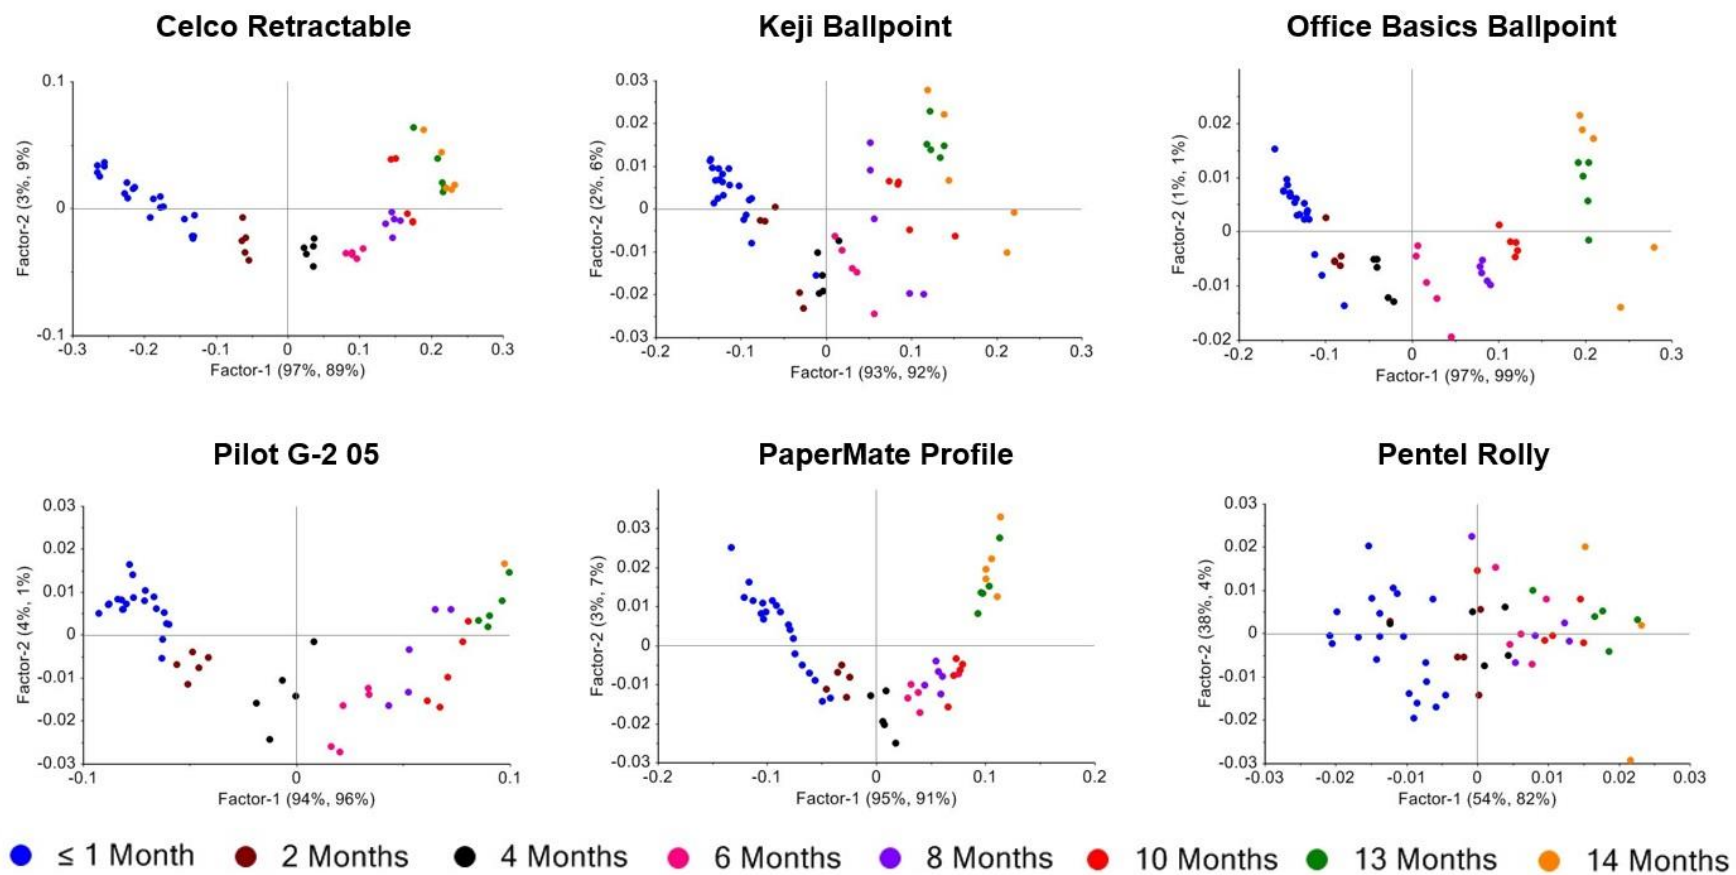 Celco Retractable
Keji Ballpoint
Office Basics Ballpoint
0.1
0
-0.1
Factor-2 (3%, 9%)
-0.3 -0.2 -0.1 0 0.1 0.2 0.3
Factor-1 (97%, 89%)
0.03
0.02
0.01
0
-0.01
-0.02
-0.03
Factor-2 (2%, 6%)
-0.2 -0.1 0 0.1 0.2 0.3
Factor-1 (93%, 92%)
0.02
0.01
0
-0.01
-0.02
Factor-2 (1%, 1%)
-0.2 -0.1 0 0.1 0.2 0.3
Factor-1 (97%, 99%)
Pilot G-2 05
PaperMate Profile
Pentel Rolly
0.03
0.02
0.01
0
-0.01
-0.02
-0.03
Factor-2 (4%, 1%)
-0.1 0 0.1
Factor-1 (94%, 96%)
0.03
0.02
0.01
0
-0.01
-0.02
-0.03
Factor-2 (3%, 7%)
-0.2 -0.1 0 0.1 0.2
Factor-1 (95%, 91%)
0.03
0.02
0.01
0
-0.01
-0.02
-0.03
Factor-2 (38%, 4%)
-0.03 -0.02 -0.01 0 0.01 0.02 0.03
Factor-1 (54%, 82%)
≤ 1 Month 2 Months 4 Months 6 Months 8 Months 10 Months 13 Months 14 Months